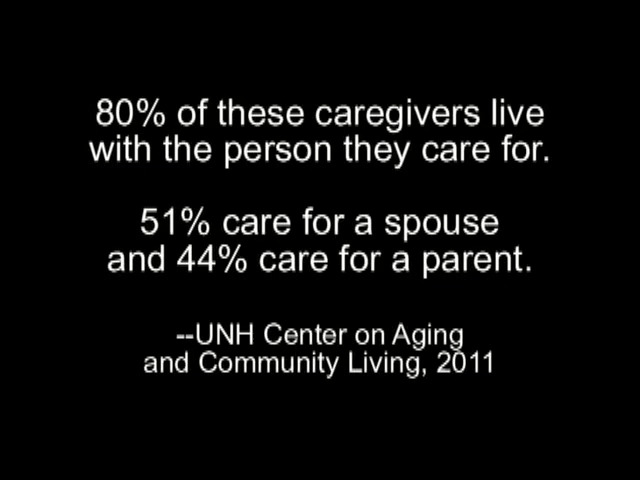 80% of these caregivers live
with the person they care for.
51% care for a spouse
and 44% care for a parent.
--UNH Center on Aging
and Community Living, 2011